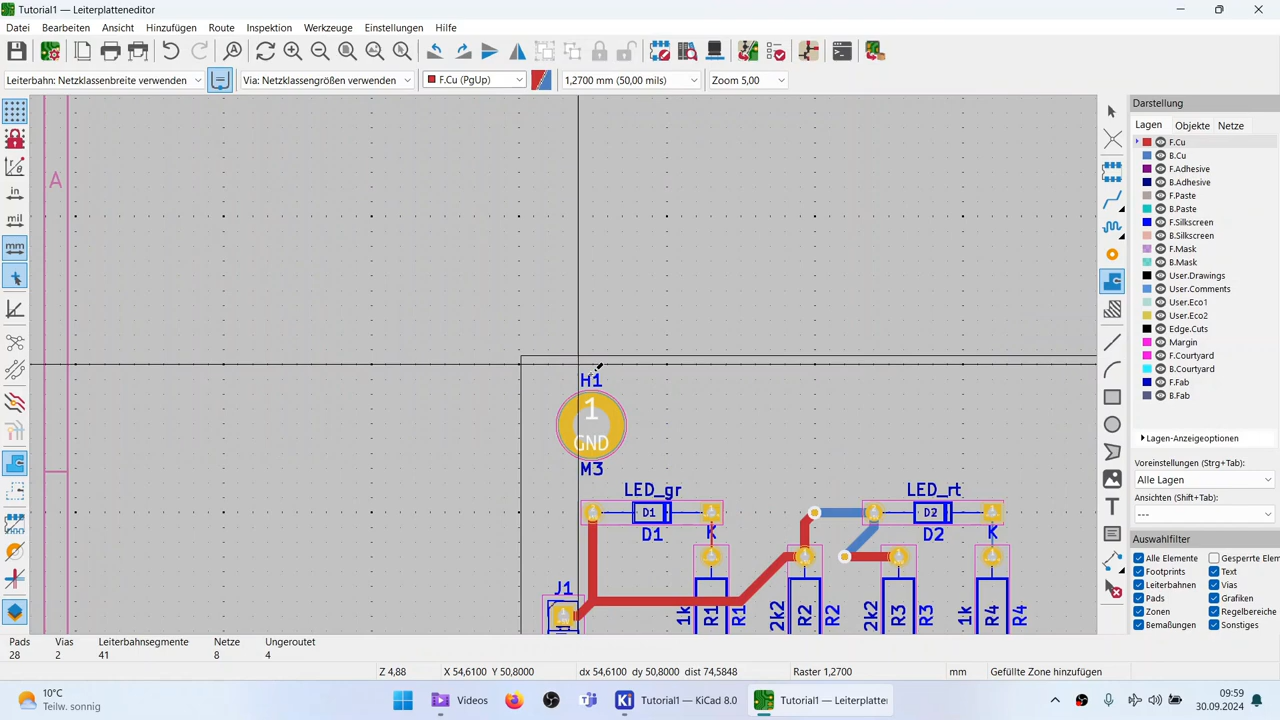 Tutorial1 — Leiterplatteneditor
Datei Bearbeiten Ansicht Hinzufügen Route Inspektion Werkzeuge Einstellungen Hilfe
Leiterbahn: Netzklassenbreite verwenden Via: Netzklassengrößen verwenden F.Cu (PgUp) 1,2700 mm (50,00 mils) Zoom 5,00
Darstellung
Lagen Objekte Netze
F.Cu
B.Cu
F.Adhesive
B.Adhesive
F.Paste
B.Paste
F.Silkscreen
B.Silkscreen
F.Mask
B.Mask
User.Drawings
User.Comments
User.Eco1
User.Eco2
Edge.Cuts
Margin
F.Courtyard
B.Courtyard
F.Fab
B.Fab
Lagen-Anzeigeoptionen
Voreinstellungen (Strg+Tab):
Alle Lagen
Ansichten (Shift+Tab):
---
Auswahlfilter
Alle Elemente Gesperrte Elem
Footprints Text
Leiterbahnen Vias
Pads Grafiken
Zonen Regelbereiche
Bemaßungen Sonstiges
in
mil
mm
A
H1
1
GND
M3
LED_gr LED_rt
D1 D2
K K
D1 D2
J1
1k R1 R1 2k2 R2 R2 2k2 R3 R3 1k R4 R4
Pads Vias Leiterbahnsegmente Netze Ungeroutet
28 2 41 8 4
Z 4,88 X 54,6100 Y 50,8000 dx 54,6100 dy 50,8000 dist 74,5848 Raster 1,2700 mm Gefüllte Zone hinzufügen
10°C
Teilw. sonnig
Videos
Tutorial1 — KiCad 8.0
Tutorial1 — Leiterplatte
09:59
30.09.2024